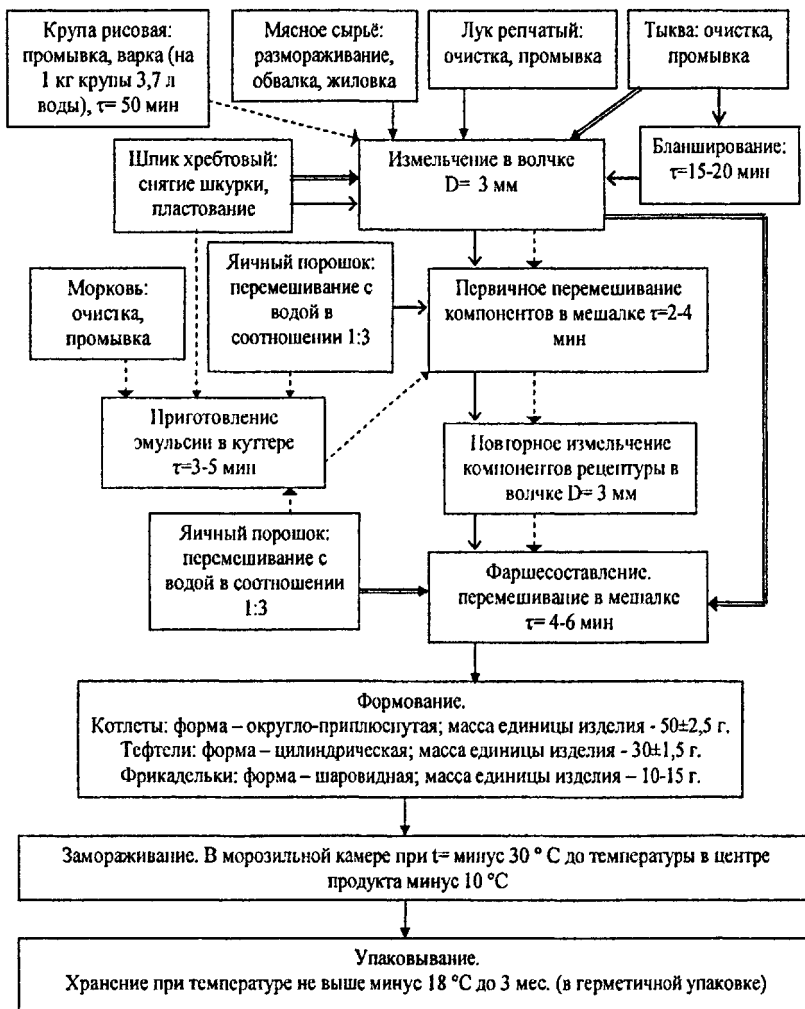 Крупа рисовая:
промывка, варка (на
1 кг крупы 3,7 л
воды), τ= 50 мин
Мясное сырьё:
размораживание,
обвалка, жиловка
Лук репчатый:
очистка, промывка
Тыква: очистка,
промывка
Шпик хребтовый:
снятие шкурки,
пластование
Измельчение в волчке
D= 3 мм
Бланширование:
τ=15-20 мин
Морковь:
очистка,
промывка
Яичный порошок:
перемешивание с
водой в
соотношении 1:3
Первичное перемешивание
компонентов в мешалке τ=2-4
мин
Приготовление
эмульсии в куттере
τ=3-5 мин
Повторное измельчение
компонентов рецептуры в
волчке D= 3 мм
Яичный порошок:
перемешивание с
водой в соотношении
1:3
Фаршесоставление.
перемешивание в мешалке
τ= 4-6 мин
Формование.
Котлеты: форма – округло-приплюснутая; масса единицы изделия - 50±2,5 г.
Тефтели: форма – цилиндрическая; масса единицы изделия - 30±1,5 г.
Фрикадельки: форма – шаровидная; масса единицы изделия – 10-15 г.
Замораживание. В морозильной камере при t= минус 30 ° С до температуры в центре
продукта минус 10 °С
Упаковывание.
Хранение при температуре не выше минус 18 °С до 3 мес. (в герметичной упаковке)